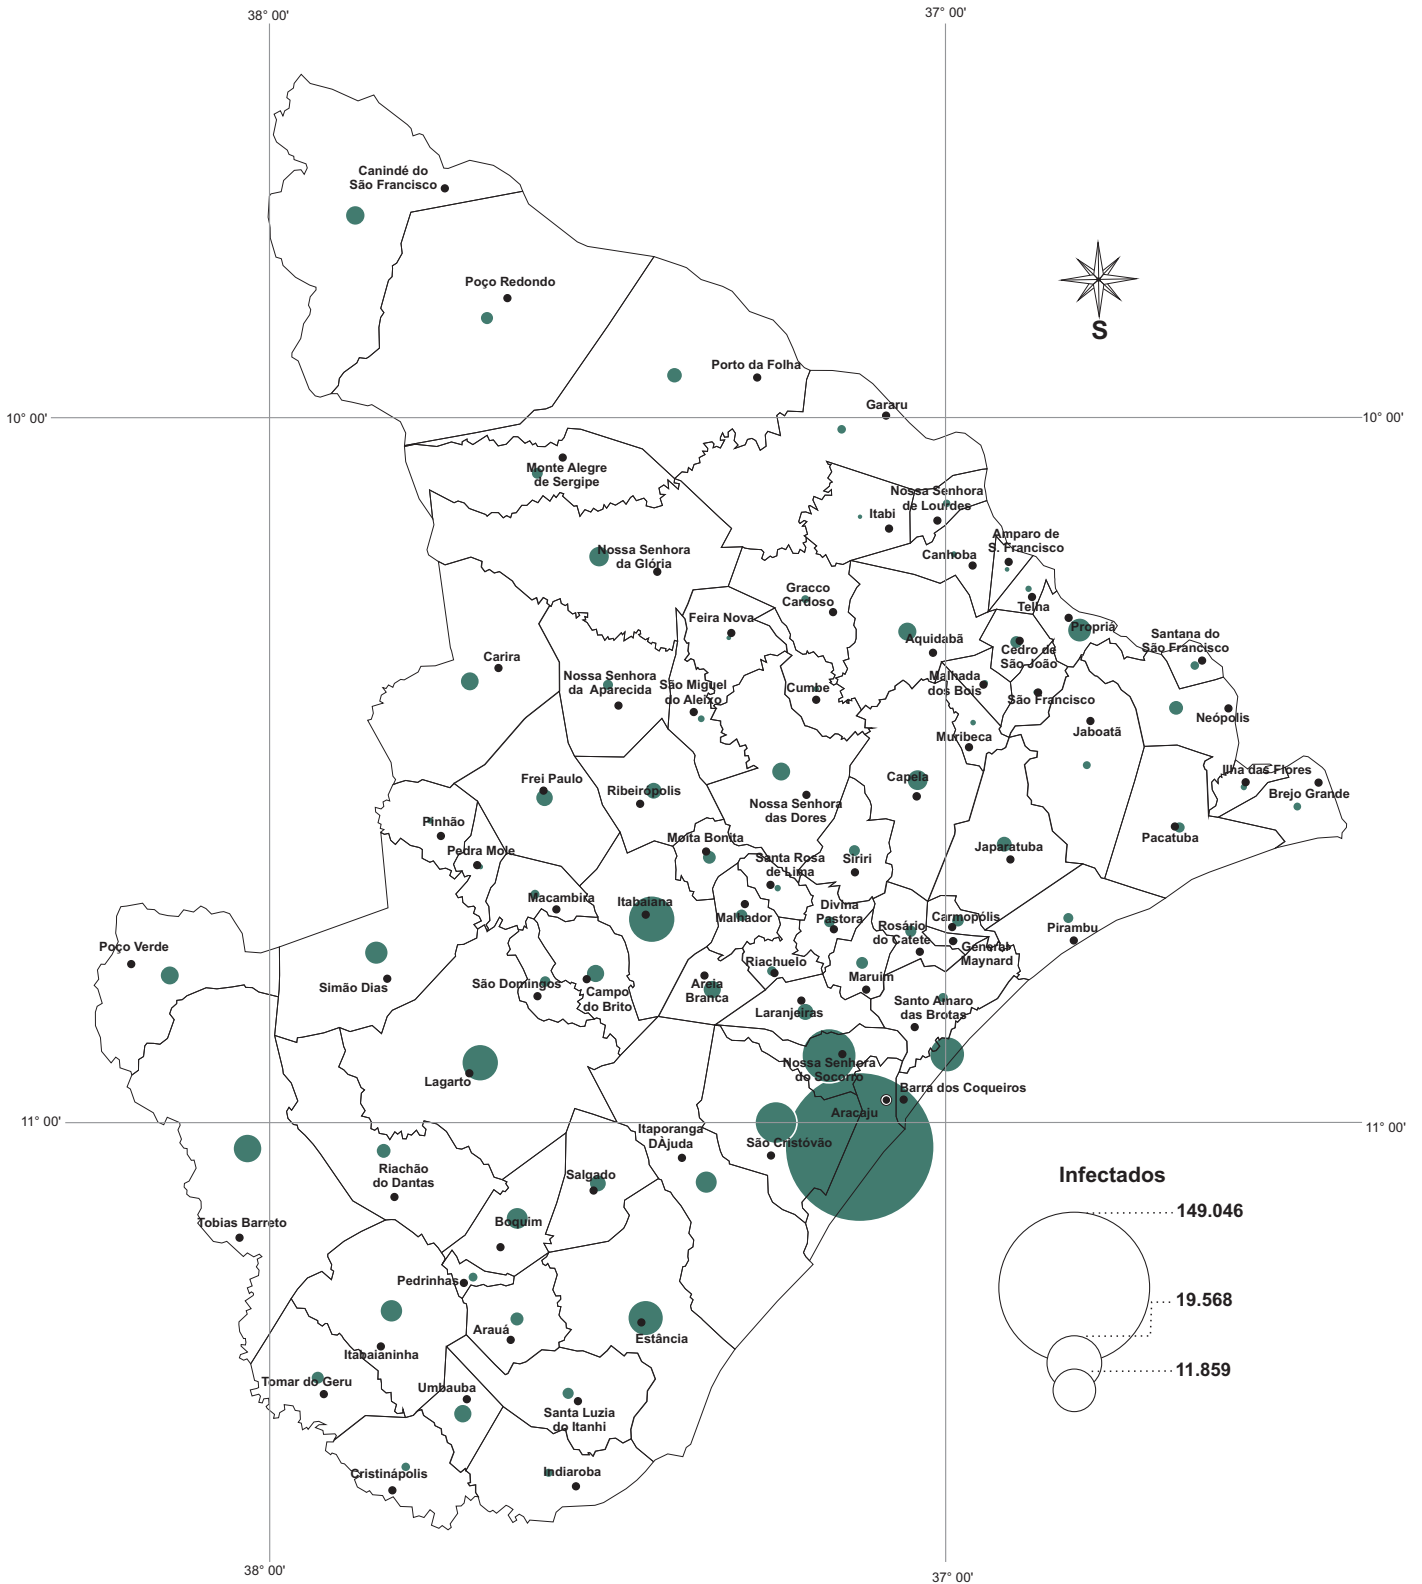 38° 00'
37° 00'
Canindé do
São Francisco
Poço Redondo
S
Porto da Folha
Gararu
10° 00'
10° 00'
Monte Alegre
de Sergipe
Nossa Senhora
de Lourdes
Itabi
Nossa Senhora
da Glória
Canhoba
Amparo de
S. Francisco
Gracco
Cardoso
Telha
Feira Nova
Propriá
Aquidabã
Cedro de
São João
Santana do
São Francisco
Carira
Nossa Senhora
da Aparecida
São Miguel
do Aleixo
Cumbe
Malhada
dos Bois
São Francisco
Neópolis
Jaboatã
Muribeca
Frei Paulo
Ribeirópolis
Capela
Ilha das Flores
Brejo Grande
Nossa Senhora
das Dores
Pinhão
Moita Bonita
Pacatuba
Pedra Mole
Santa Rosa
de Lima
Siriri
Japaratuba
Macambira
Itabaiana
Malhador
Divina
Pastora
Rosário
do Catete
Carmopólis
Pirambu
General
Maynard
Poço Verde
Simão Dias
São Domingos
Campo
do Brito
Areia
Branca
Riachuelo
Maruim
Laranjeiras
Santo Amaro
das Brotas
Lagarto
Nossa Senhora
do Socorro
Barra dos Coqueiros
Aracaju
11° 00'
11° 00'
Itaporanga
DÀjuda
São Cristóvão
Riachão
do Dantas
Salgado
Infectados
149.046
Tobias Barreto
Boquim
Pedrinhas
19.568
Arauá
Estância
Itabaianinha
11.859
Tomar do Geru
Umbauba
Santa Luzia
do Itanhi
Cristinápolis
Indiaroba
38° 00'
37° 00'